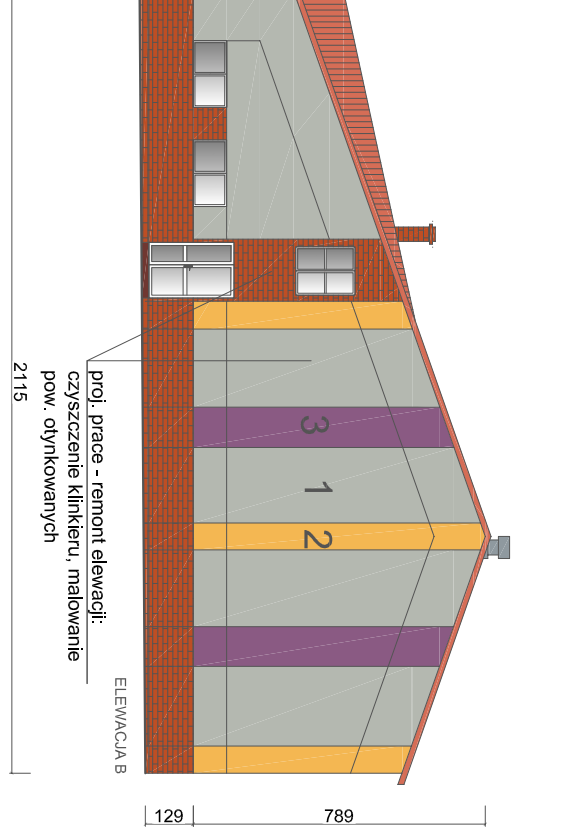 3
1
2
2115
proj. prace - remont elewacji:
czyszczenie klinkieru, malowanie
pow. otynkowanych
ELEWACJA B
129
789